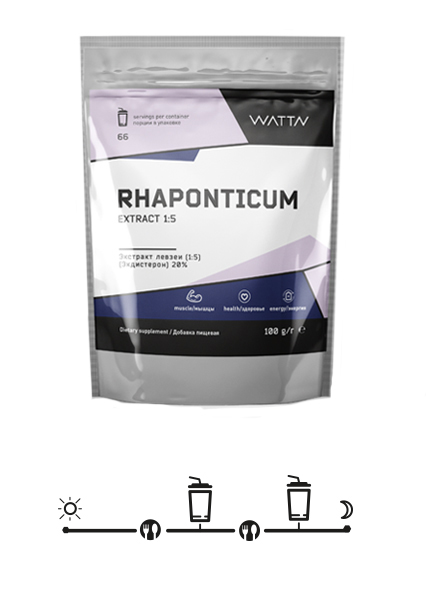 servings per container
порции в упаковке
66
WATTN
RHAPONTICUM
EXTRACT 1:5
Экстракт левзеи (1:5)
(Экдистерон) 20%
muscle/мышцы health/здоровье energy/энергия
Dietary supplement / Добавка пищевая 100 g/г e